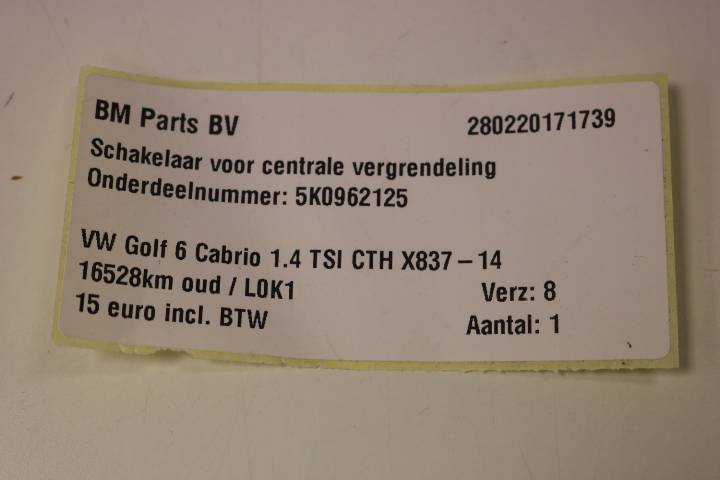 BM Parts BV 280220171739
Schakelaar voor centrale vergrendeling
Onderdeelnummer: 5K0962125
VW Golf 6 Cabrio 1.4 TSI CTH X837-14
16528km oud / L0K1 Verz: 8
15 euro incl. BTW Aantal: 1